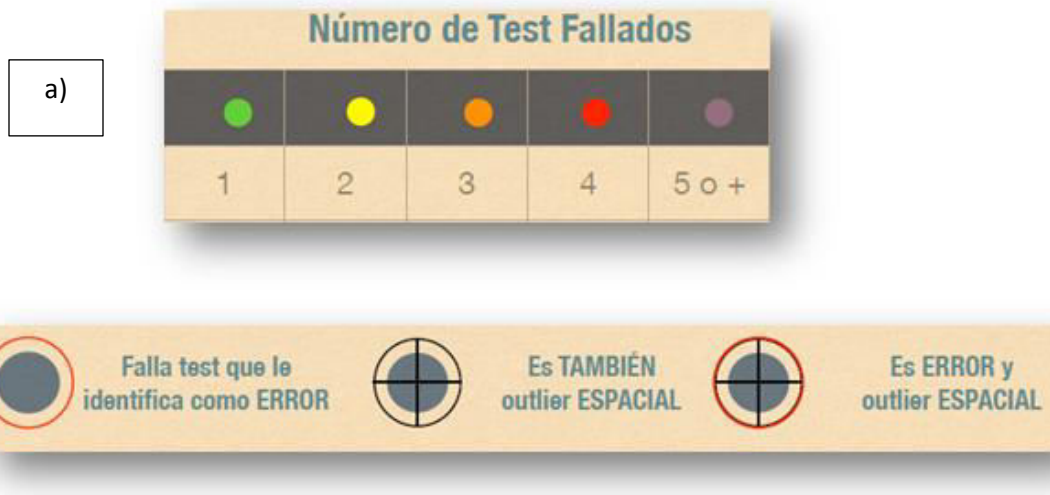 Número de Test Fallados
a)
1 2 3 4 5 o +
Falla test que le
identifica como ERROR
Es TAMBIÉN
outlier ESPACIAL
Es ERROR y
outlier ESPACIAL